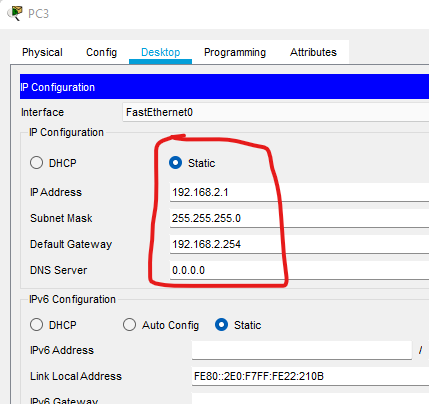 PC3
Physical Config Desktop Programming Attributes
IP Configuration
Interface FastEthernet0
IP Configuration
DHCP Static
IP Address 192.168.2.1
Subnet Mask 255.255.255.0
Default Gateway 192.168.2.254
DNS Server 0.0.0.0
IPv6 Configuration
DHCP Auto Config Static
IPv6 Address /
Link Local Address FE80::2E0:F7FF:FE22:210B
IPv6 Gateway